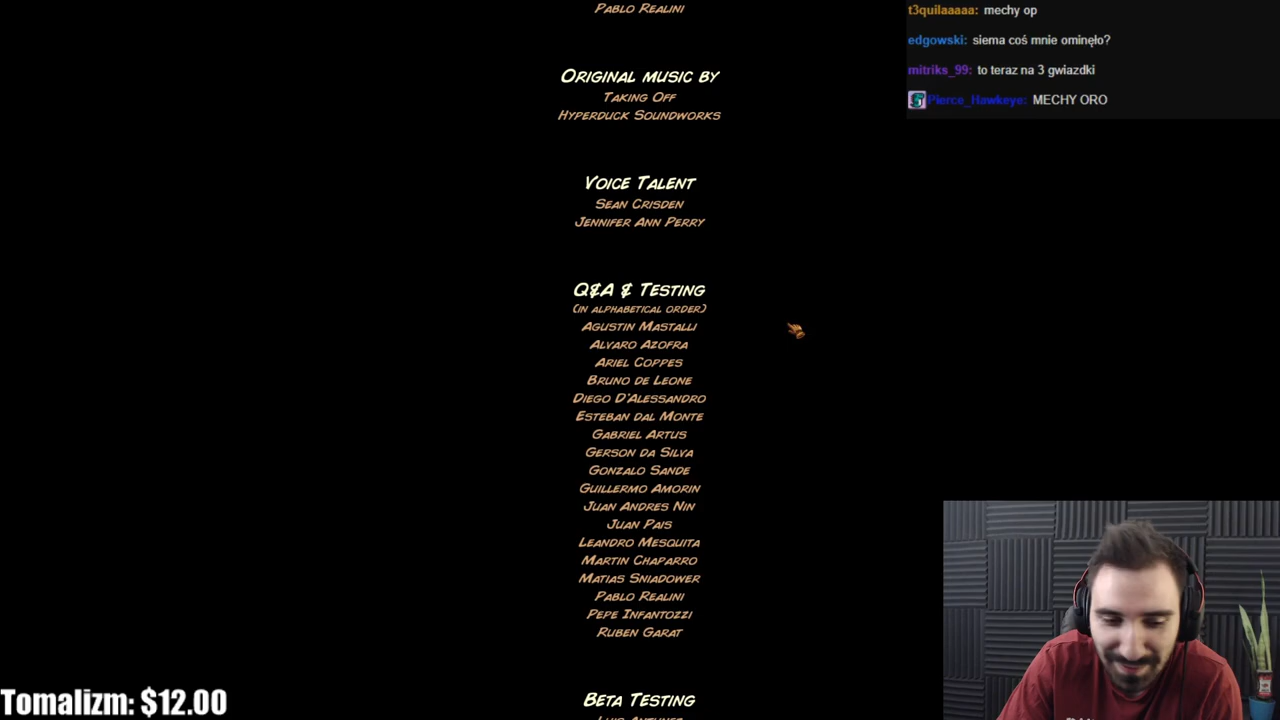 Pablo Realini
Original music by
Taking Off
Hyperduck Soundworks
Voice Talent
Sean Crisden
Jennifer Ann Perry
Q&A & Testing
(in alphabetical order)
Agustin Mastalli
Alvaro Azofra
Ariel Coppes
Bruno de Leone
Diego D'Alessandro
Esteban dal Monte
Gabriel Artus
Gerson da Silva
Gonzalo Sande
Guillermo Amorin
Juan Andres Nin
Juan Pais
Leandro Mesquita
Martin Chaparro
Matias Sniadower
Pablo Realini
Pepe Infantozzi
Ruben Garat
Beta Testing
t3quilaaaaa: mechy op
edgowski: siema coś mnie ominęło?
mitriks_99: to teraz na 3 gwiazdki
Pierce_Hawkeye: MECHY ORO
Tomalizm: $12.00